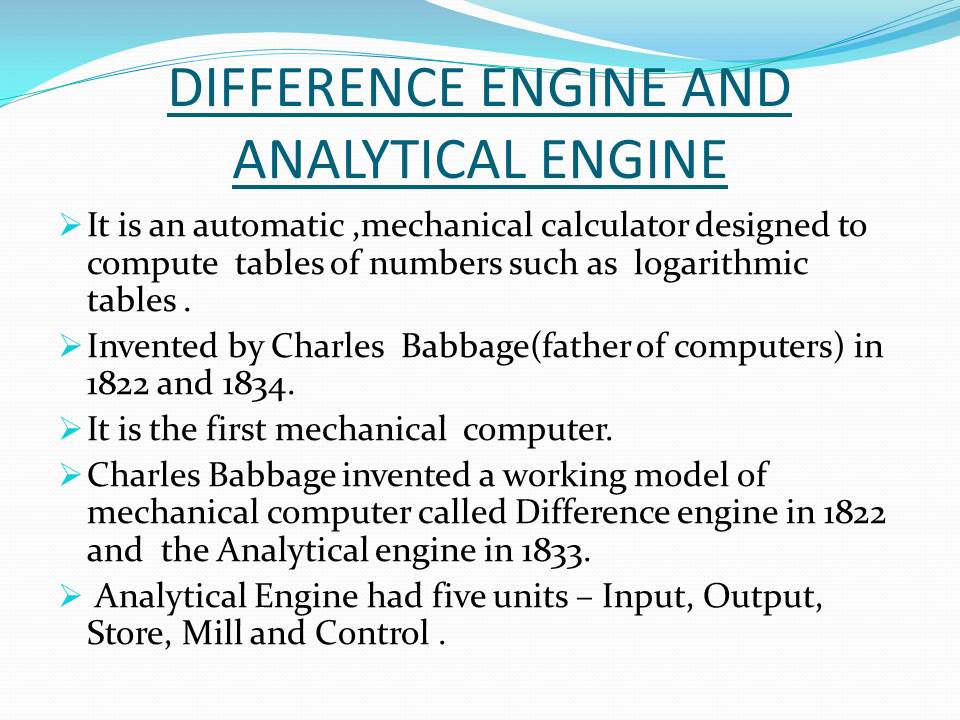 DIFFERENCE ENGINE AND
ANALYTICAL ENGINE
It is an automatic ,mechanical calculator designed to
compute tables of numbers such as logarithmic
tables .
Invented by Charles Babbage(father of computers) in
1822 and 1834.
It is the first mechanical computer.
Charles Babbage invented a working model of
mechanical computer called Difference engine in 1822
and the Analytical engine in 1833.
Analytical Engine had five units – Input, Output,
Store, Mill and Control .